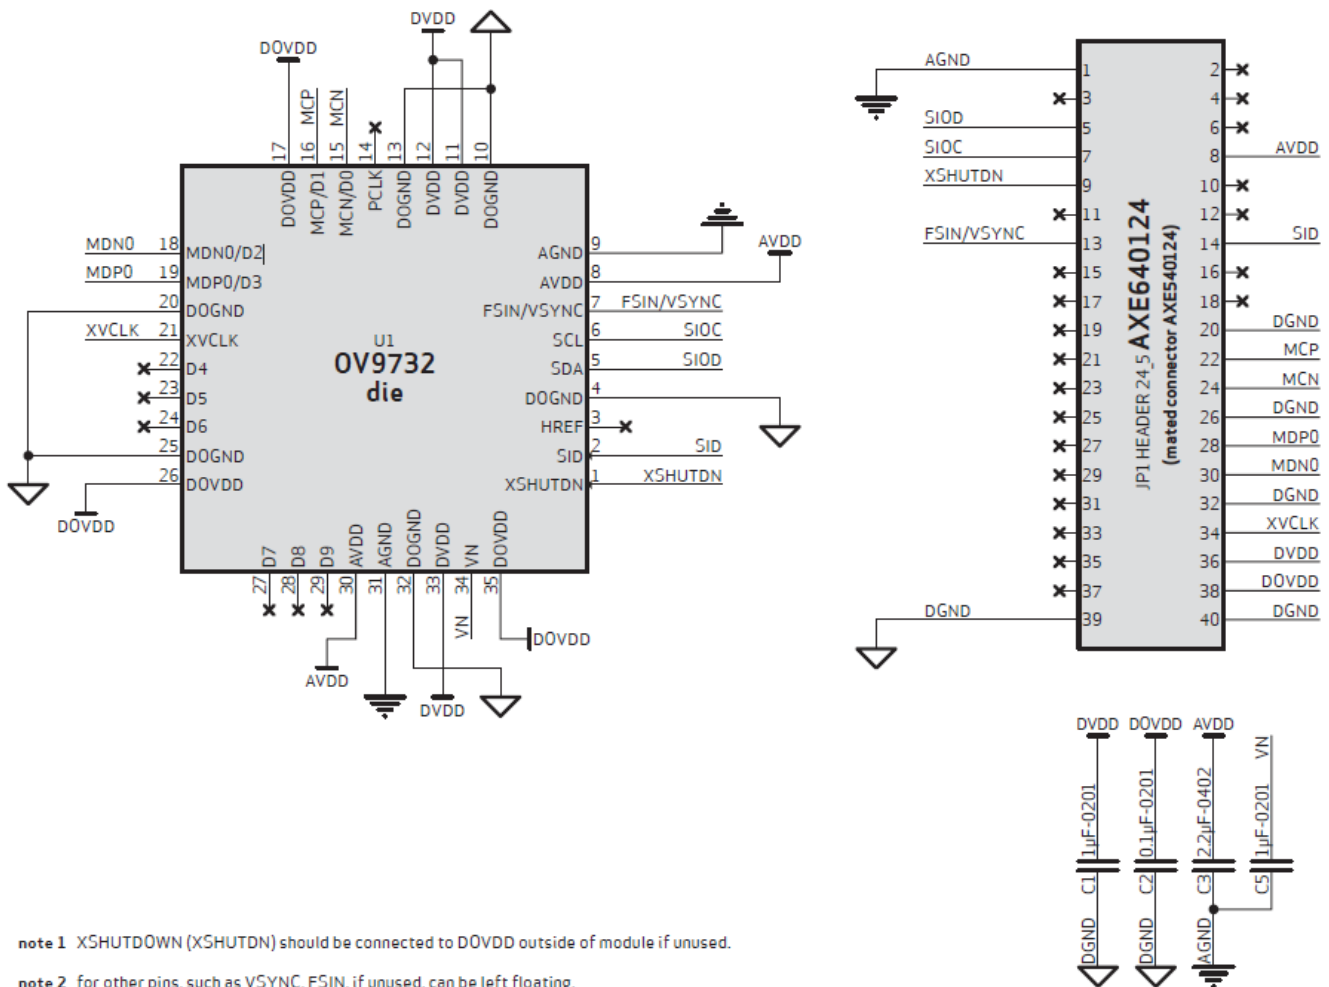 DVDD
DOVDD
MCP
MCN
17
16
15
14
13
12
11
10
DOVDD
MCP/D1
MCN/D0
PCLK
DOGND
DVDD
DVDD
DOGND
MDN0 18 MDN0/D2
MDP0 19 MDP0/D3
20 DOGND
XVCLK 21 XVCLK
22 D4
23 D5
24 D6
25 DOGND
26 DOVDD
DOVDD
U1
OV9732
die
AGND 9
AVDD
AVDD 8
FSIN/VSYNC 7 FSIN/VSYNC
SCL 6 SIOC
SDA 5 SIOD
DOGND 4
HREF 3
SID 2 SID
XSHUTDN 1 XSHUTDN
D7
D8
D9
AVDD
AGND
DOGND
DVDD
VN
DOVDD
27
28
29
30
31
32
33
34
35
VN
DOVDD
AVDD
DVDD
AGND 1
3
SIOD 5
SIOC 7
XSHUTDN 9
11
FSIN/VSYNC 13
15
17
19
21
23
25
27
29
31
33
35
37
DGND 39
JP1 HEADER 24_5 AXE640124
(mated connector AXE540124)
2
4
6
8 AVDD
10
12
14 SID
16
18
20 DGND
22 MCP
24 MCN
26 DGND
28 MDP0
30 MDN0
32 DGND
34 XVCLK
36 DVDD
38 DOVDD
40 DGND
DVDD DOVDD AVDD
VN
C1 1µF-0201
C2 0.1µF-0201
C3 2.2µF-0402
C5 1µF-0201
DGND
DGND
AGND
note 1 XSHUTDOWN (XSHUTDN) should be connected to DOVDD outside of module if unused.
note 2 for other pins, such as VSYNC, FSIN, if unused, can be left floating.